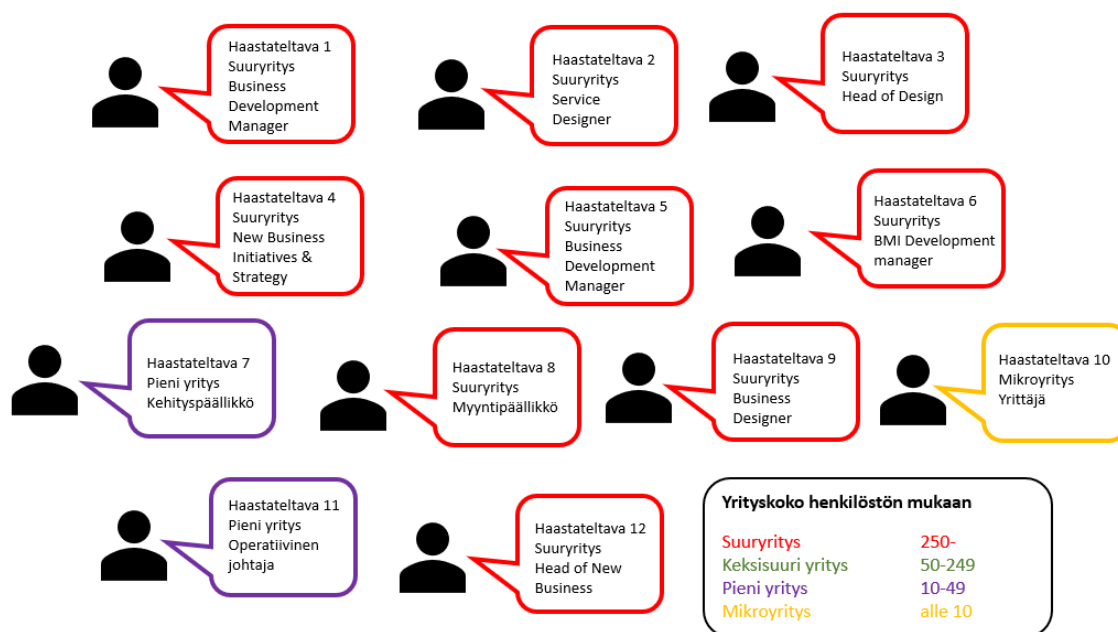 Haastateltava 1
Suuryritys
Business
Development
Manager
Haastateltava 2
Suuryritys
Service
Designer
Haastateltava 3
Suuryritys
Head of Design
Haastateltava 4
Suuryritys
New Business
Initiatives &
Strategy
Haastateltava 5
Suuryritys
Business
Development
Manager
Haastateltava 6
Suuryritys
BMI Development
manager
Haastateltava 7
Pieni yritys
Kehityspäällikkö
Haastateltava 8
Suuryritys
Myyntipäällikkö
Haastateltava 9
Suuryritys
Business
Designer
Haastateltava 10
Mikroyritys
Yrittäjä
Haastateltava 11
Pieni yritys
Operatiivinen
johtaja
Haastateltava 12
Suuryritys
Head of New
Business
Yrityskoko henkilöstön mukaan
Suuryritys 250-
Keksisuuri yritys 50-249
Pieni yritys 10-49
Mikroyritys alle 10